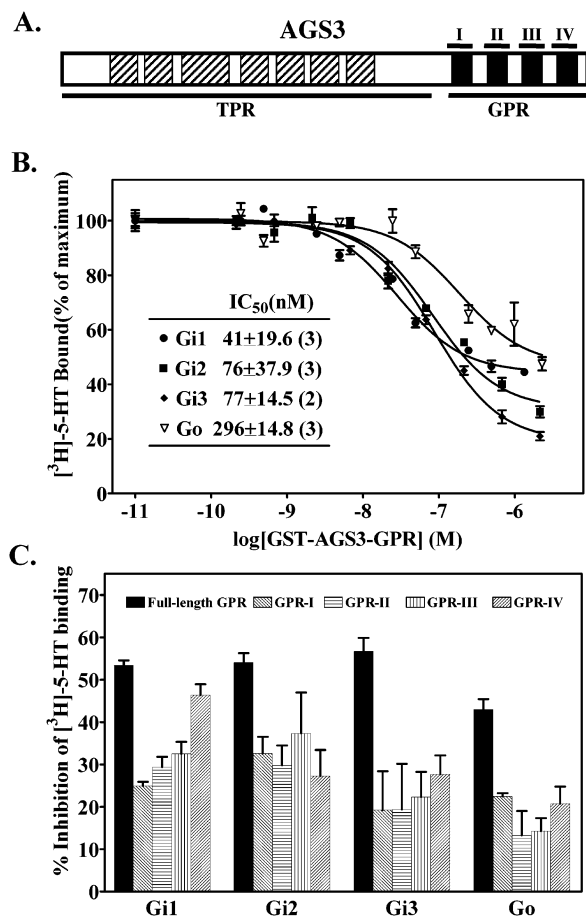 A.
AGS3
I II III IV
TPR
GPR
B.
[³H]-5-HT Bound(% of maximum)
100
80
60
40
20
0
IC₅₀(nM)
Gi1 41±19.6 (3)
Gi2 76±37.9 (3)
Gi3 77±14.5 (2)
Go 296±14.8 (3)
-11 -10 -9 -8 -7 -6
log[GST-AGS3-GPR] (M)
C.
% Inhibition of [³H]-5-HT binding
70
60
50
40
30
20
10
0
Full-length GPR GPR-I GPR-II GPR-III GPR-IV
Gi1 Gi2 Gi3 Go